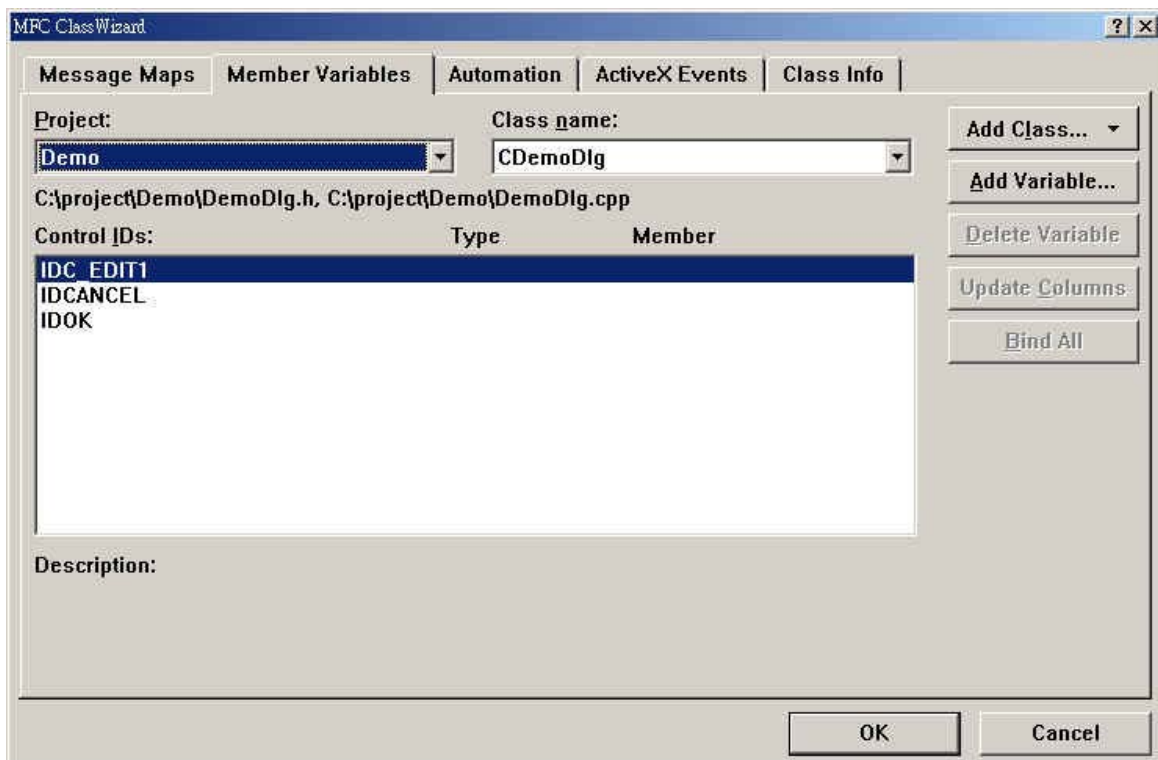 MFC ClassWizard
Message Maps Member Variables Automation ActiveX Events Class Info
Project: Class name:
Demo CDemoDlg
C:\project\Demo\DemoDlg.h, C:\project\Demo\DemoDlg.cpp
Control IDs: Type Member
IDC_EDIT1
IDCANCEL
IDOK
Add Class...
Add Variable...
Delete Variable
Update Columns
Bind All
Description:
OK Cancel